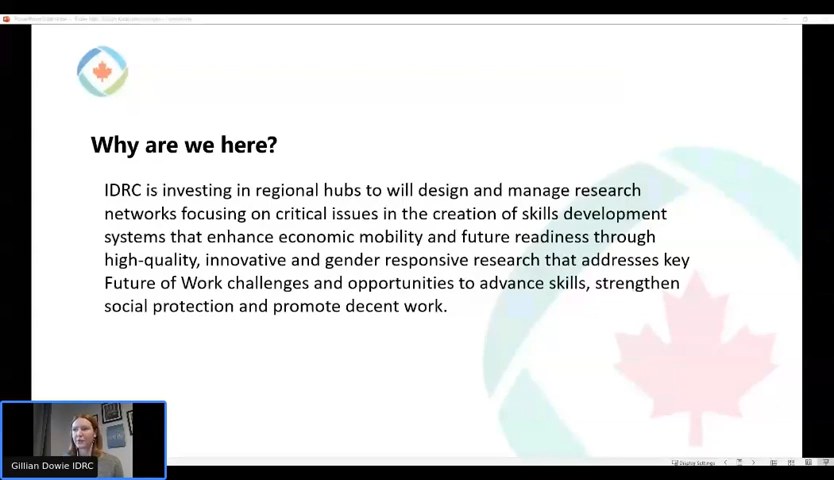 Why are we here?
IDRC is investing in regional hubs to will design and manage research
networks focusing on critical issues in the creation of skills development
systems that enhance economic mobility and future readiness through
high-quality, innovative and gender responsive research that addresses key
Future of Work challenges and opportunities to advance skills, strengthen
social protection and promote decent work.
Gillian Dowie IDRC
Display Settings